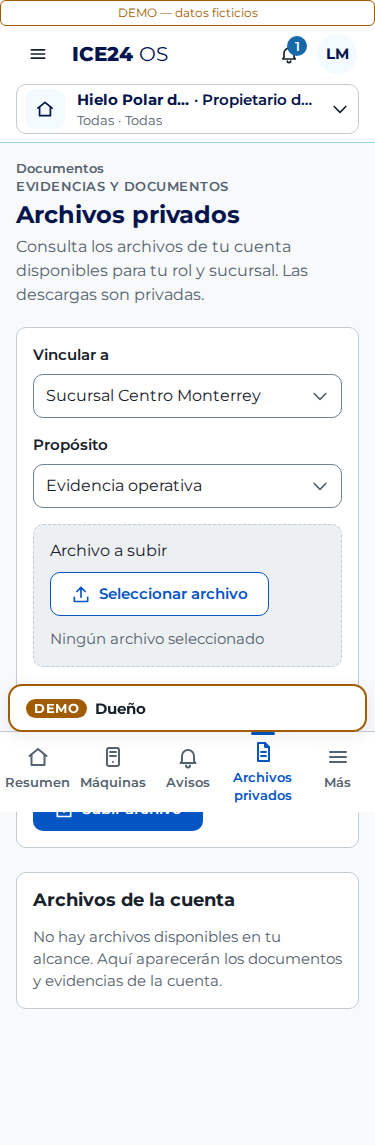 DEMO — datos ficticios
ICE24 OS
1
LM
Hielo Polar d... · Propietario d...
Todas · Todas
Documentos
EVIDENCIAS Y DOCUMENTOS
Archivos privados
Consulta los archivos de tu cuenta
disponibles para tu rol y sucursal. Las
descargas son privadas.
Vincular a
Sucursal Centro Monterrey
Propósito
Evidencia operativa
Archivo a subir
Seleccionar archivo
Ningún archivo seleccionado
DEMO Dueño
Resumen
Máquinas
Avisos
Archivos
privados
Más
Archivos de la cuenta
No hay archivos disponibles en tu
alcance. Aquí aparecerán los documentos
y evidencias de la cuenta.